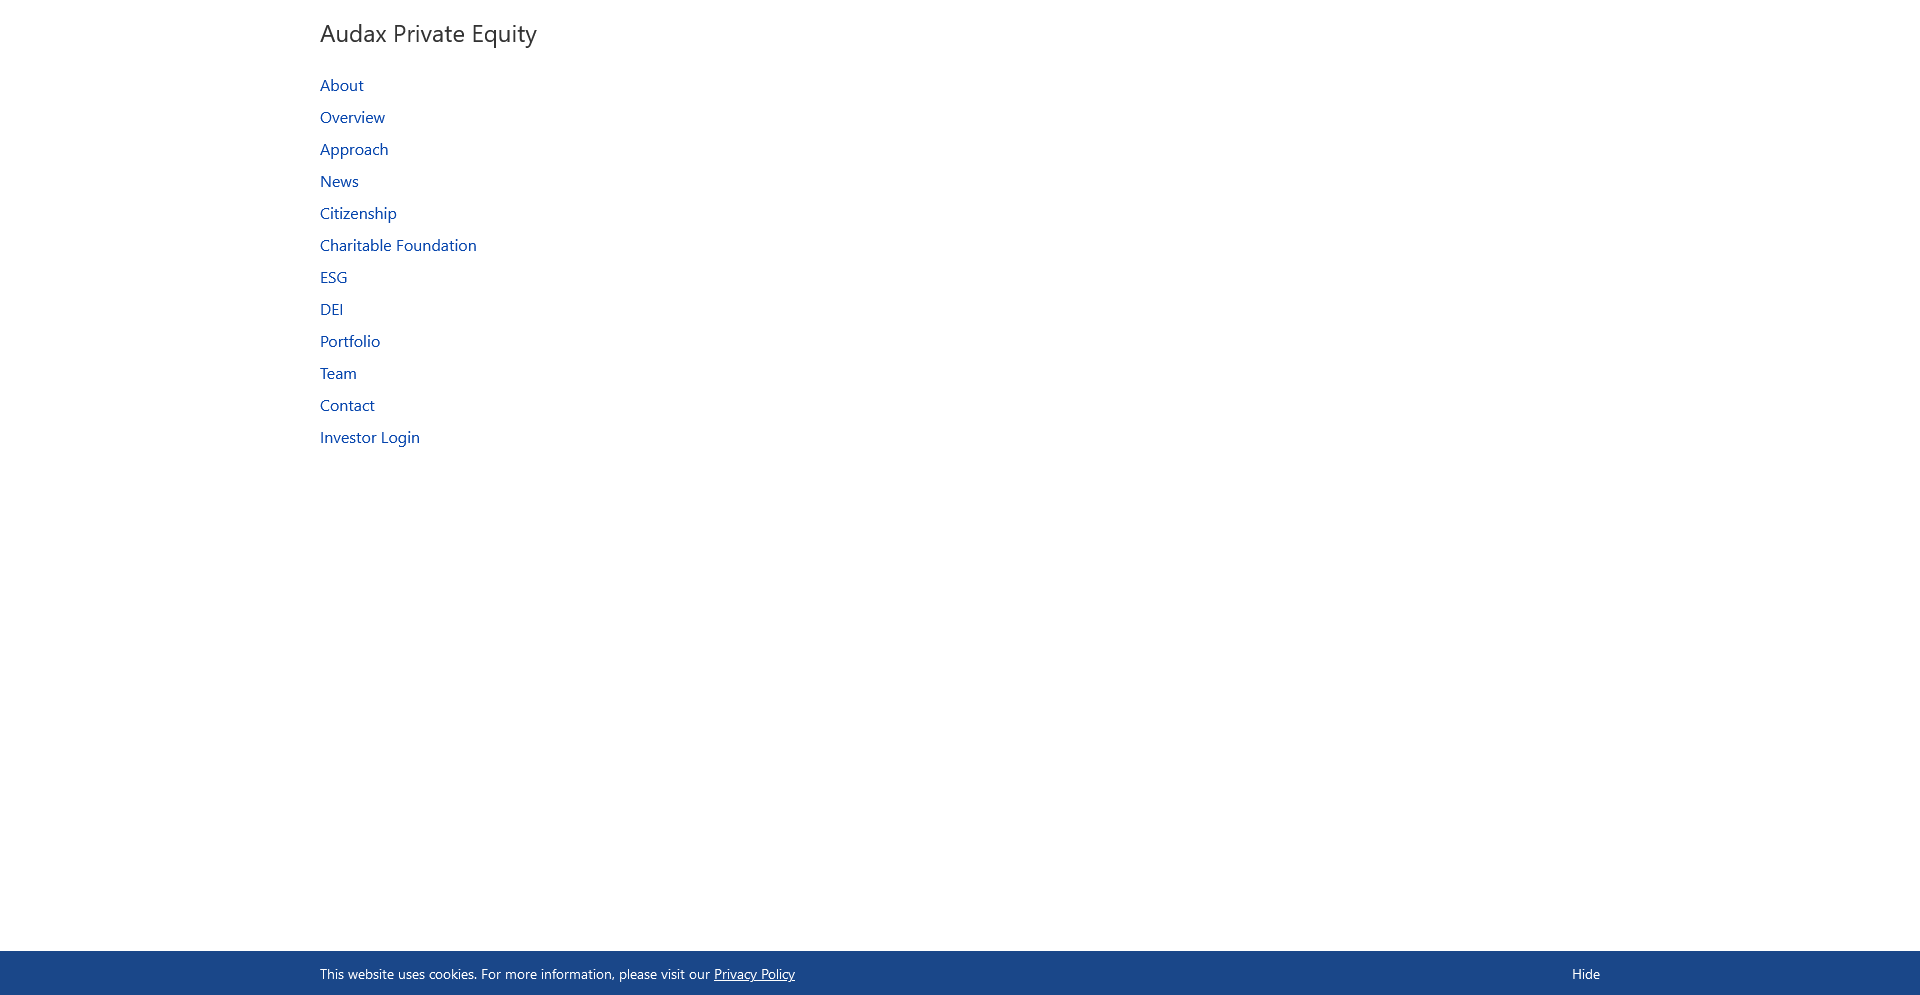 Audax Private Equity
About
Overview
Approach
News
Citizenship
Charitable Foundation
ESG
DEI
Portfolio
Team
Contact
Investor Login
This website uses cookies. For more information, please visit our Privacy Policy
Hide